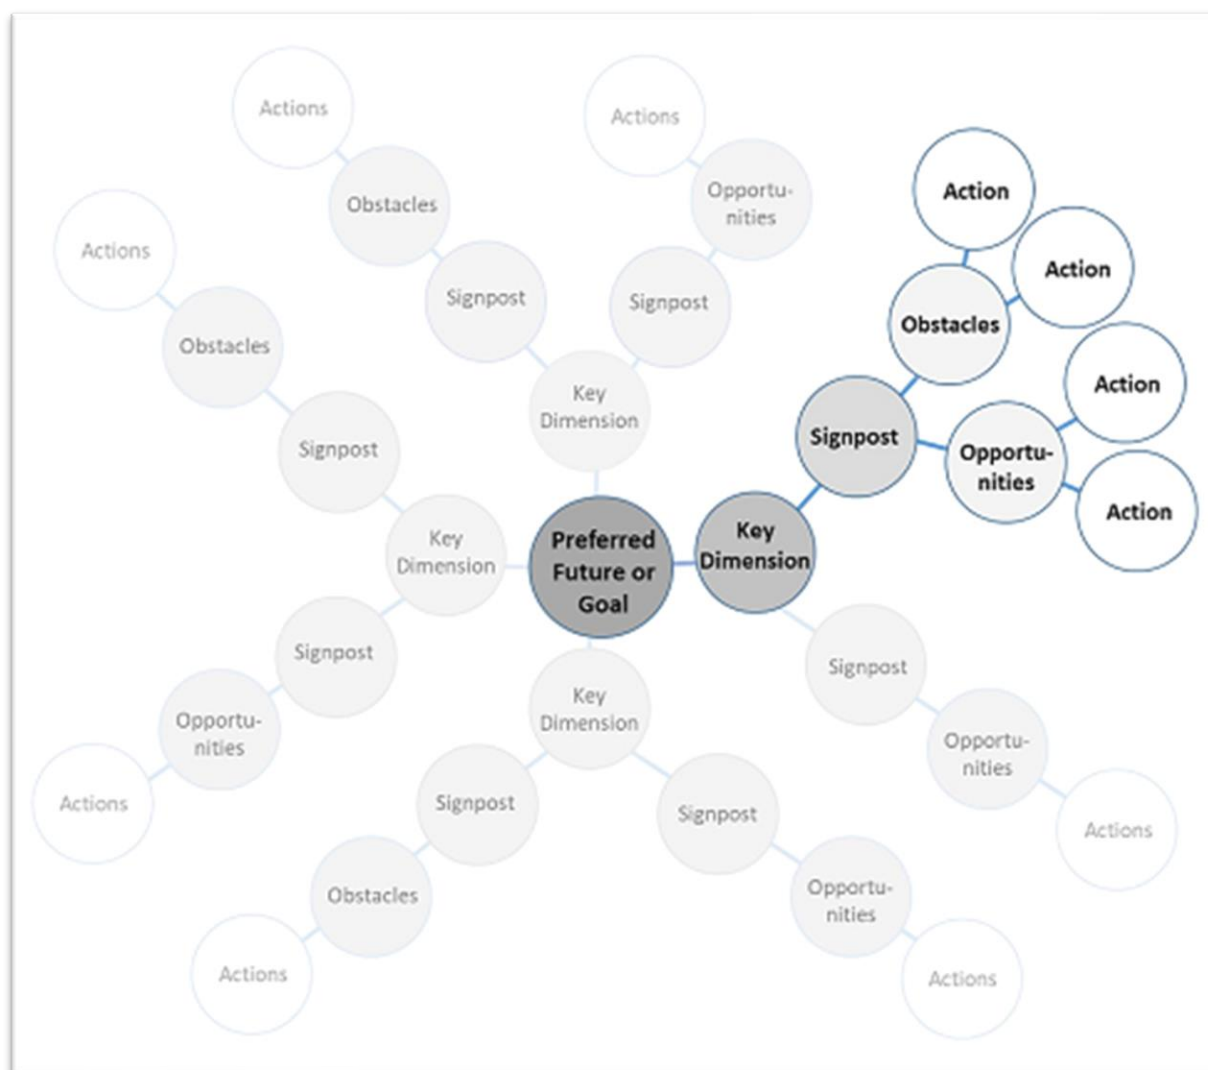 Actions
Actions
Obstacles
Opportu-
nities
Action
Actions
Action
Signpost
Signpost
Obstacles
Obstacles
Key
Dimension
Action
Signpost
Signpost
Opportu-
nities
Action
Key
Dimension
Preferred
Future or
Goal
Key
Dimension
Signpost
Signpost
Opportu-
nities
Key
Dimension
Opportu-
nities
Actions
Signpost
Signpost
Actions
Obstacles
Opportu-
nities
Actions
Actions